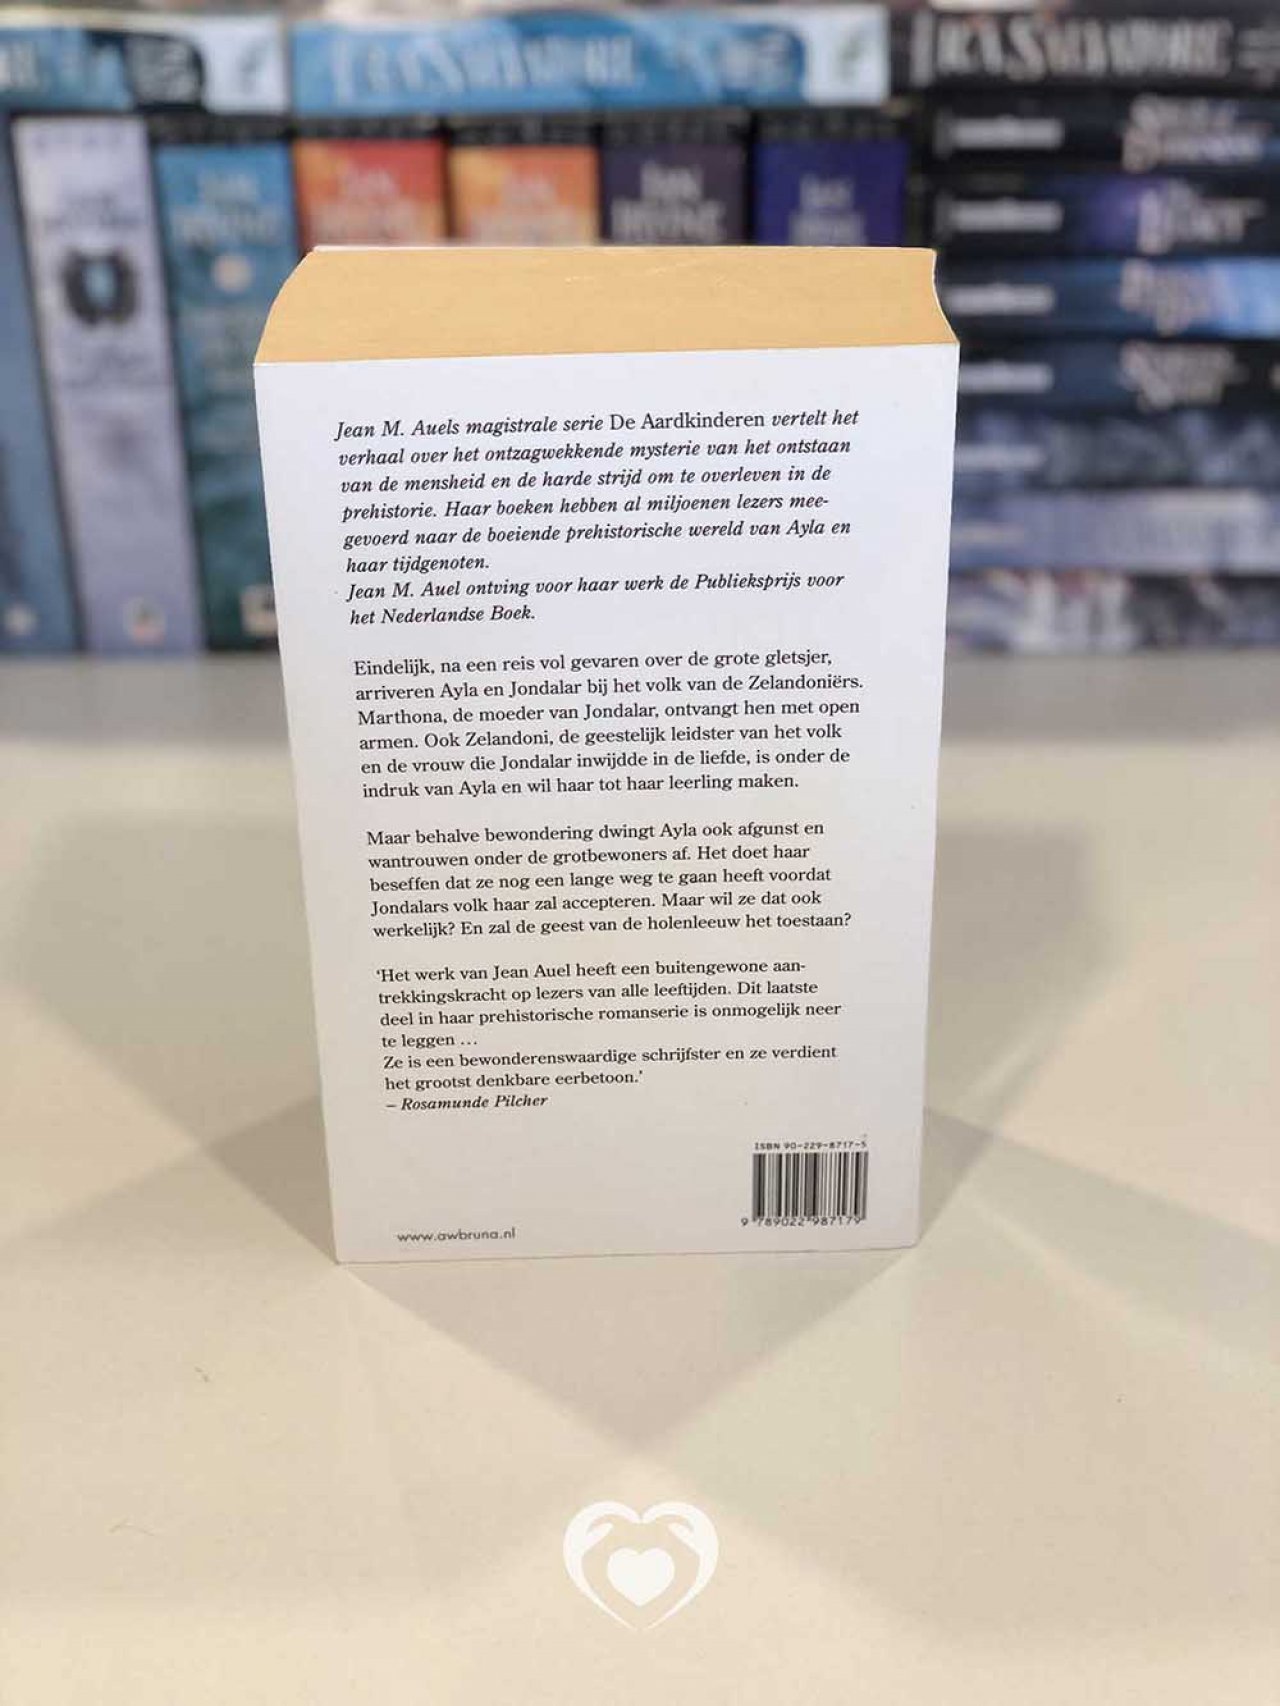 Jean M. Auels magistrale serie De Aardkinderen vertelt het
verhaal over het ontzagwekkende mysterie van het ontstaan
van de mensheid en de harde strijd om te overleven in de
prehistorie. Haar boeken hebben al miljoenen lezers mee-
gevoerd naar de boeiende prehistorische wereld van Ayla en
haar tijdgenoten.
Jean M. Auel ontving voor haar werk de Publieksprijs voor
het Nederlandse Boek.
Eindelijk, na een reis vol gevaren over de grote gletsjer,
arriveren Ayla en Jondalar bij het volk van de Zelandoniërs.
Marthona, de moeder van Jondalar, ontvangt hen met open
armen. Ook Zelandoni, de geestelijk leidster van het volk
en de vrouw die Jondalar inwijdde in de liefde, is onder de
indruk van Ayla en wil haar tot haar leerling maken.
Maar behalve bewondering dwingt Ayla ook afgunst en
wantrouwen onder de grotbewoners af. Het doet haar
beseffen dat ze nog een lange weg te gaan heeft voordat
Jondalars volk haar zal accepteren. Maar wil ze dat ook
werkelijk? En zal de geest van de holenleeuw het toestaan?
'Het werk van Jean Auel heeft een buitengewone aan-
trekkingskracht op lezers van alle leeftijden. Dit laatste
deel in haar prehistorische romanserie is onmogelijk neer
te leggen ...
Ze is een bewonderenswaardige schrijfster en ze verdient
het grootst denkbare eerbetoon.'
– Rosamunde Pilcher
ISBN 90-229-8717-5
9 789022 987179
www.awbruna.nl